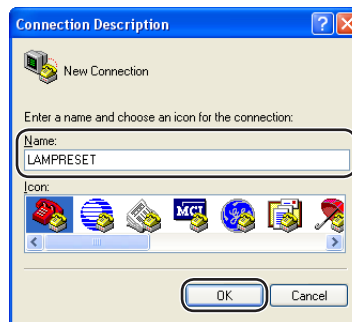 Connection Description
New Connection
Enter a name and choose an icon for the connection:
Name:
LAMPRESET
Icon:
MCI
OK
Cancel